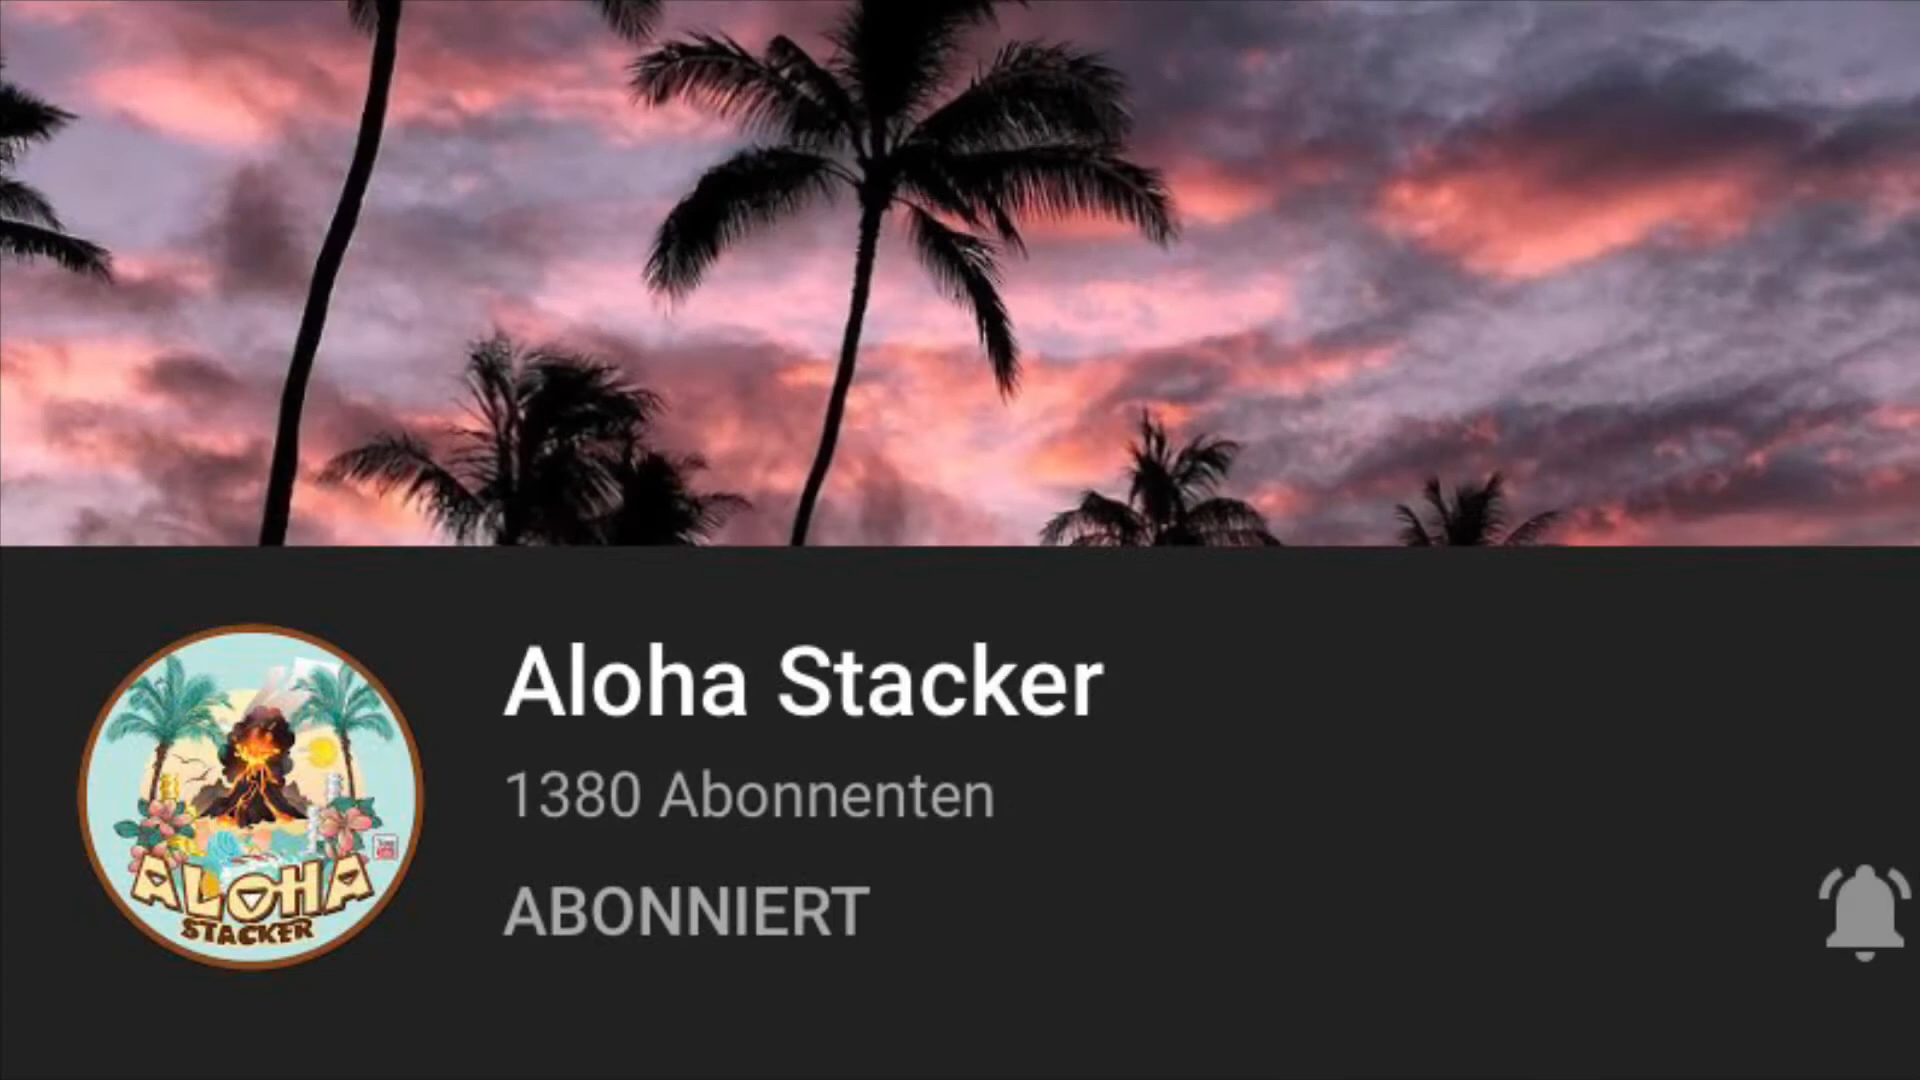 Aloha Stacker
1380 Abonnenten
ABONNIERT
ALOHA
STACKER